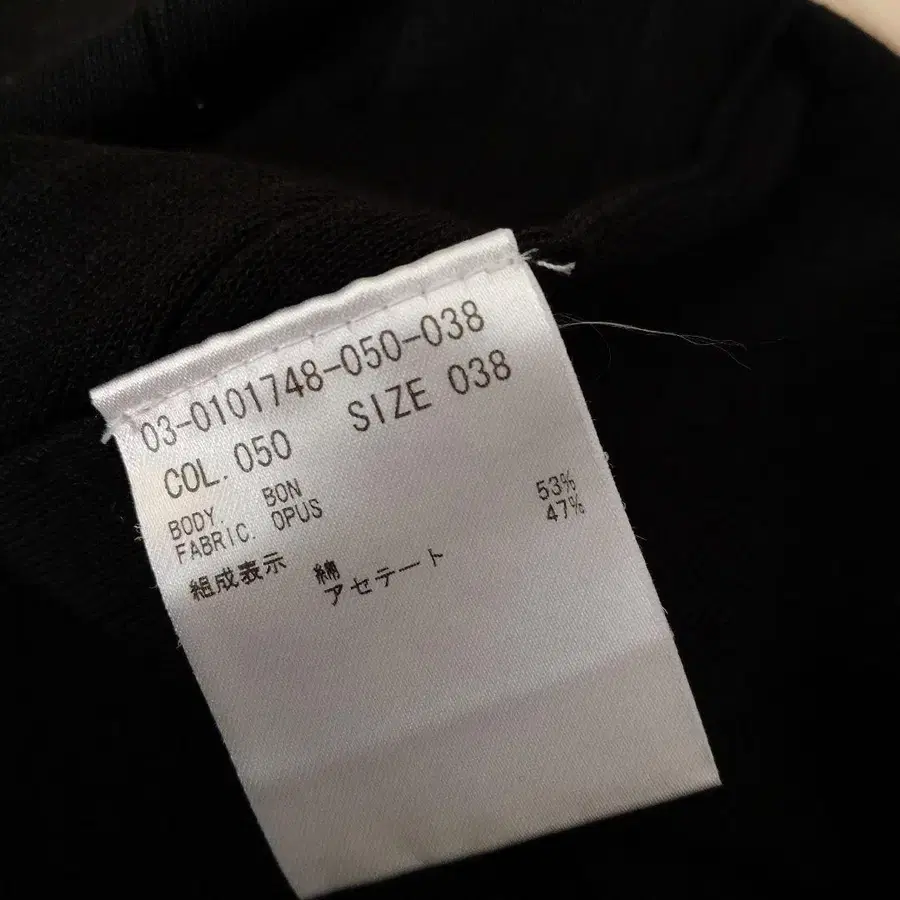 03-0101748-050-038
COL. 050 SIZE 038
BODY. BON
FABRIC. OPUS
組成表示 綿 53%
アセテート 47%